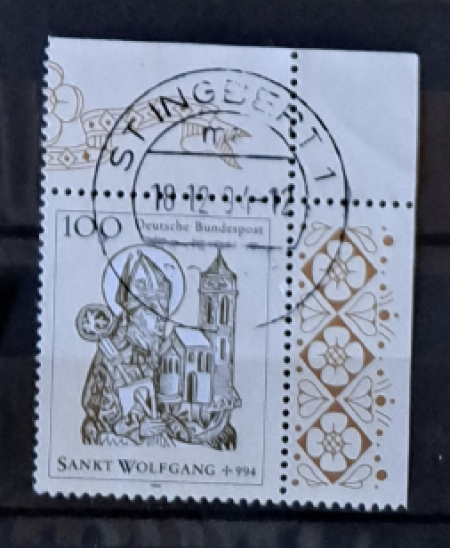 ST INGBERT 1
m
18.12.94-12
100 Deutsche Bundespost
SANKT WOLFGANG + 994